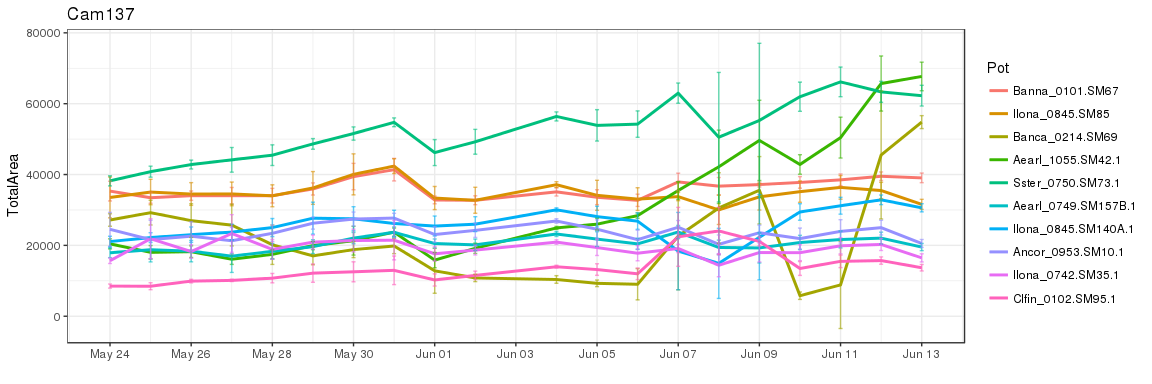 Cam137
TotalArea
80000
60000
40000
20000
0
May 24
May 26
May 28
May 30
Jun 01
Jun 03
Jun 05
Jun 07
Jun 09
Jun 11
Jun 13
Pot
Banna_0101.SM67
Ilona_0845.SM85
Banca_0214.SM69
Aearl_1055.SM42.1
Sster_0750.SM73.1
Aearl_0749.SM157B.1
Ilona_0845.SM140A.1
Ancor_0953.SM10.1
Ilona_0742.SM35.1
Clfin_0102.SM95.1